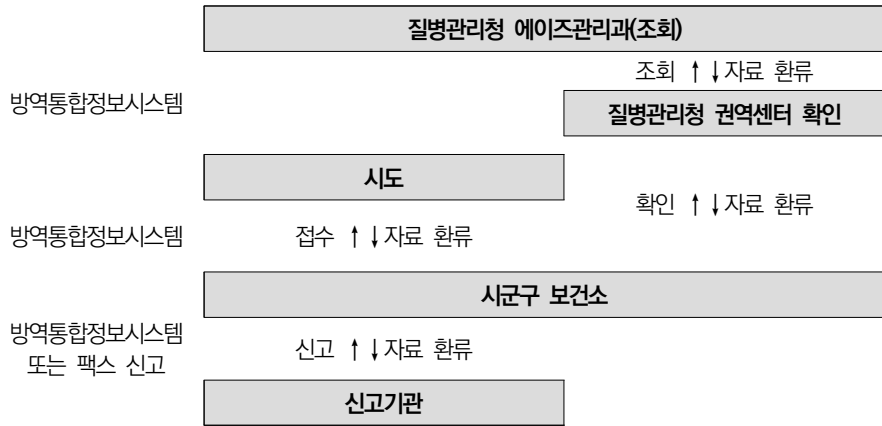 질병관리청 에이즈관리과(조회)
조회 ↑↓자료 환류
방역통합정보시스템
질병관리청 권역센터 확인
시도
확인 ↑↓자료 환류
방역통합정보시스템
접수 ↑↓자료 환류
시군구 보건소
방역통합정보시스템
또는 팩스 신고
신고 ↑↓자료 환류
신고기관